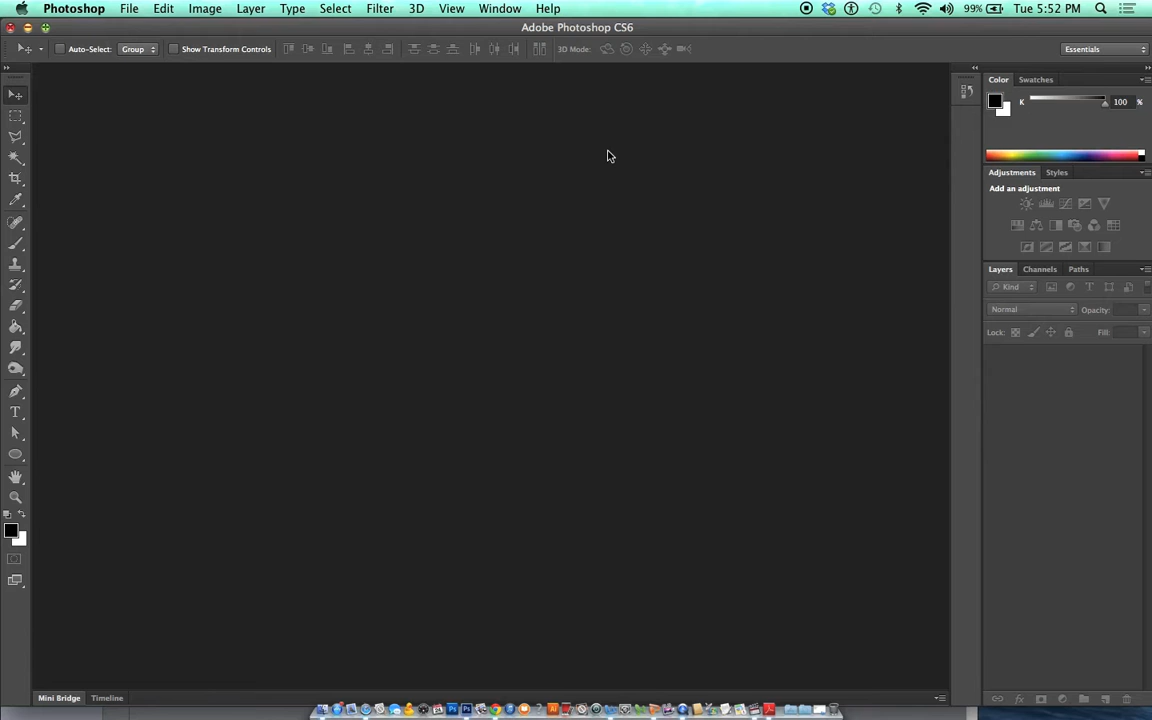 Photoshop File Edit Image Layer Type Select Filter 3D View Window Help 99% Tue 5:52 PM
Adobe Photoshop CS6
Auto-Select: Group Show Transform Controls 3D Mode: Essentials
Color Swatches
K 100 %
Adjustments Styles
Add an adjustment
Layers Channels Paths
Kind
Normal Opacity:
Lock: Fill:
T
Mini Bridge Timeline